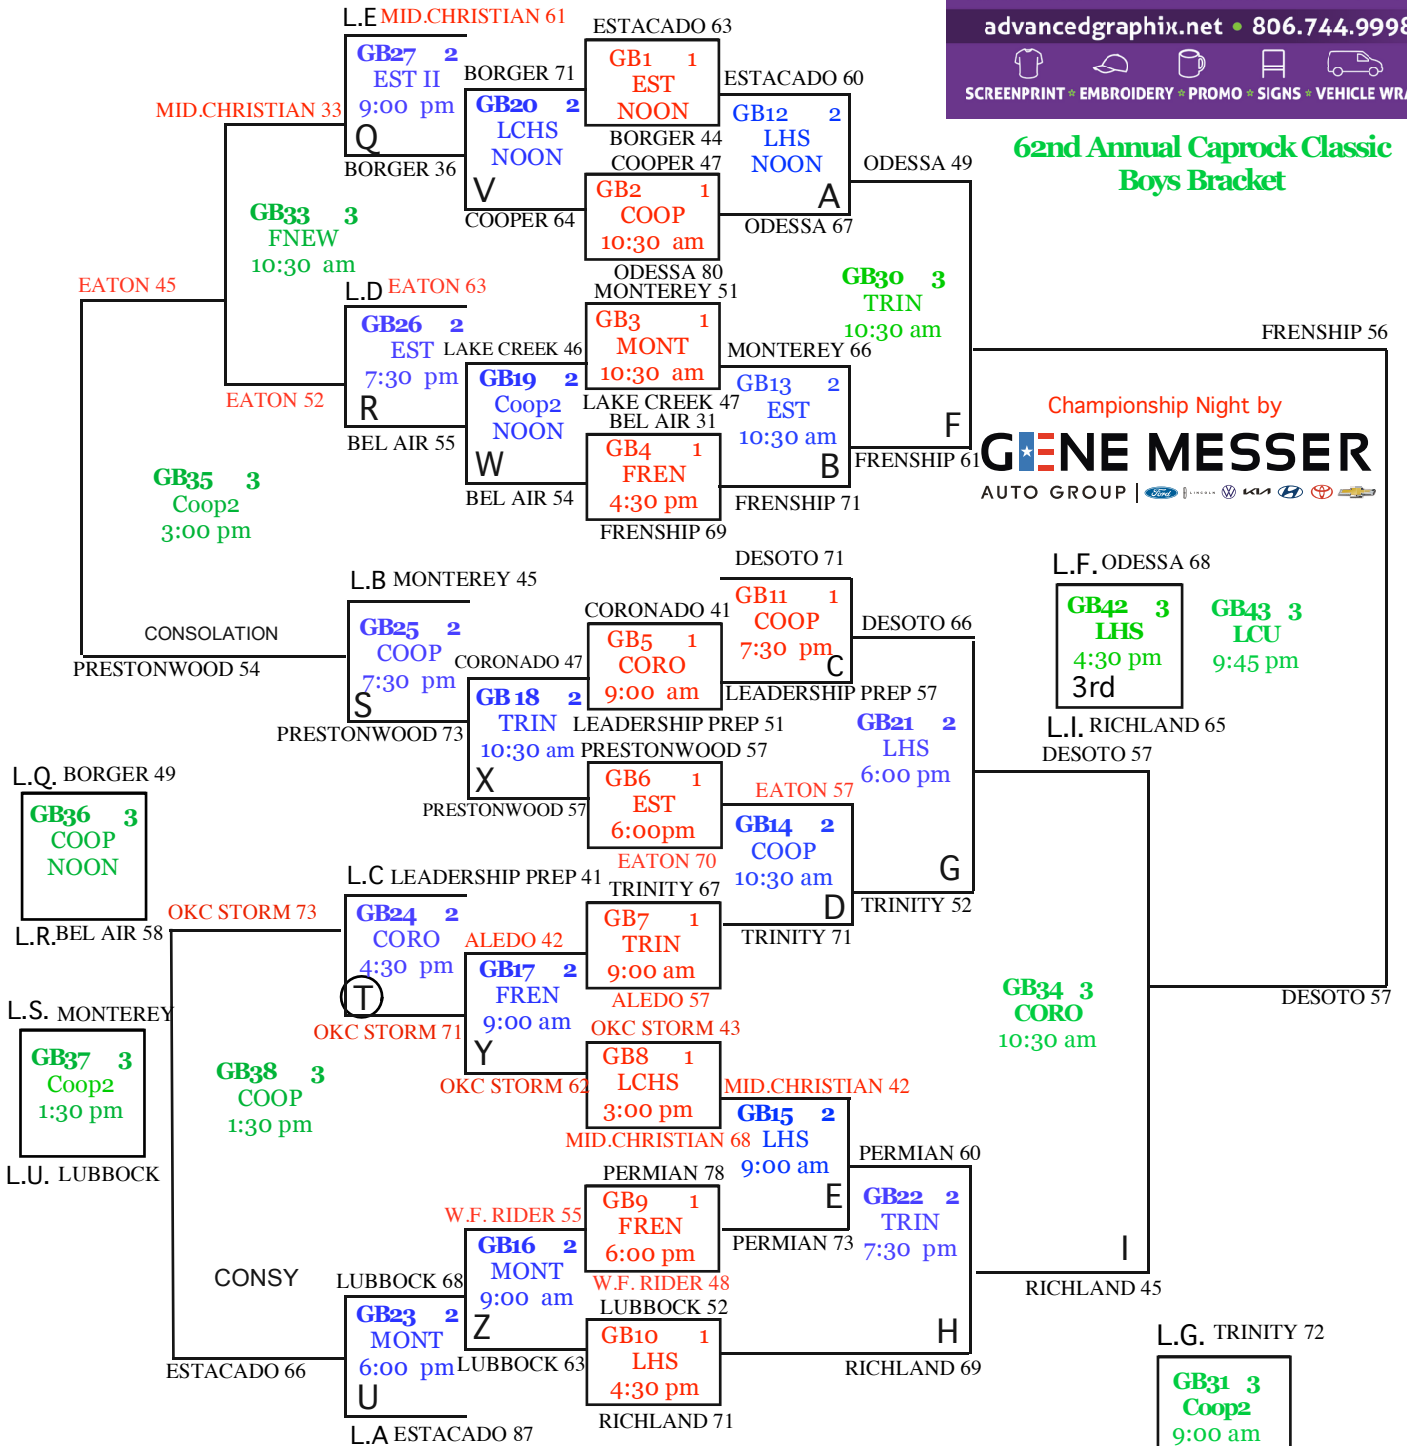 advancedgraphix.net • 806.744.9998
SCREENPRINT * EMBROIDERY * PROMO * SIGNS * VEHICLE WRA
62nd Annual Caprock Classic
Boys Bracket
L.E MID.CHRISTIAN 61
GB27 2
EST II
9:00 pm
Q
BORGER 36
MID.CHRISTIAN 33
GB33 3
FNEW
10:30 am
EATON 45
L.D EATON 63
GB26 2
EST
7:30 pm
R
BEL AIR 55
EATON 52
GB35 3
Coop2
3:00 pm
CONSOLATION
PRESTONWOOD 54
L.B MONTEREY 45
GB25 2
COOP
7:30 pm
S
PRESTONWOOD 73
BORGER 71
GB20 2
LCHS
NOON
V
COOPER 64
LAKE CREEK 46
GB19 2
Coop2
NOON
W
BEL AIR 54
CORONADO 47
GB 18 2
TRIN
10:30 am
X
PRESTONWOOD 57
ESTACADO 63
GB1 1
EST
NOON
BORGER 44
COOPER 47
GB2 1
COOP
10:30 am
ODESSA 80
MONTEREY 51
GB3 1
MONT
10:30 am
LAKE CREEK 47
BEL AIR 31
GB4 1
FREN
4:30 pm
FRENSHIP 69
CORONADO 41
GB5 1
CORO
9:00 am
LEADERSHIP PREP 51
PRESTONWOOD 57
GB6 1
EST
6:00pm
EATON 70
ESTACADO 60
GB12 2
LHS
NOON
A
ODESSA 67
MONTEREY 66
GB13 2
EST
10:30 am
B
FRENSHIP 71
DESOTO 71
GB11 1
COOP
7:30 pm
C
LEADERSHIP PREP 57
EATON 57
GB14 2
COOP
10:30 am
D
TRINITY 71
ODESSA 49
GB30 3
TRIN
10:30 am
F
FRENSHIP 61
DESOTO 66
GB21 2
LHS
6:00 pm
G
TRINITY 52
FRENSHIP 56
Championship Night by
GENE MESSER
AUTO GROUP | Ford LINCOLN KIA
L.F. ODESSA 68
GB42 3
LHS
4:30 pm
3rd
L.I. RICHLAND 65
GB43 3
LCU
9:45 pm
DESOTO 57
L.Q. BORGER 49
GB36 3
COOP
NOON
L.R. BEL AIR 58
L.S. MONTEREY
GB37 3
Coop2
1:30 pm
L.U. LUBBOCK
OKC STORM 73
GB38 3
COOP
1:30 pm
CONSY
ESTACADO 66
L.C LEADERSHIP PREP 41
GB24 2
CORO
4:30 pm
T
OKC STORM 71
LUBBOCK 68
GB23 2
MONT
6:00 pm
U
L.A ESTACADO 87
ALEDO 42
GB17 2
FREN
9:00 am
Y
OKC STORM 62
W.F. RIDER 55
GB16 2
MONT
9:00 am
Z
LUBBOCK 63
TRINITY 67
GB7 1
TRIN
9:00 am
ALEDO 57
OKC STORM 43
GB8 1
LCHS
3:00 pm
MID.CHRISTIAN 68
PERMIAN 78
GB9 1
FREN
6:00 pm
W.F. RIDER 48
LUBBOCK 52
GB10 1
LHS
4:30 pm
RICHLAND 71
MID.CHRISTIAN 42
GB15 2
LHS
9:00 am
E
PERMIAN 73
PERMIAN 60
GB22 2
TRIN
7:30 pm
H
RICHLAND 69
GB34 3
CORO
10:30 am
I
RICHLAND 45
DESOTO 57
L.G. TRINITY 72
GB31 3
Coop2
9:00 am